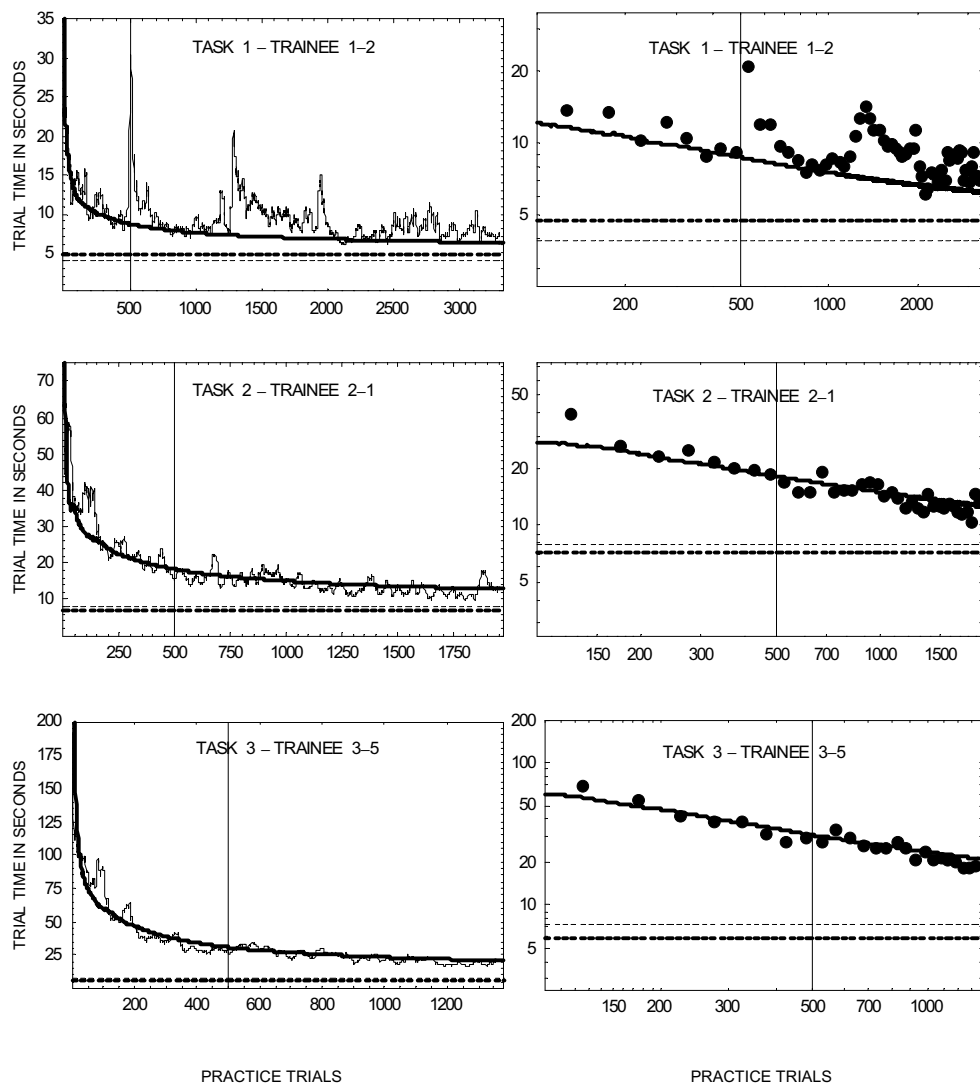 TASK 1 – TRAINEE 1–2
TRIAL TIME IN SECONDS
35
30
25
20
15
10
5
500 1000 1500 2000 2500 3000
TASK 1 – TRAINEE 1–2
20
10
5
200 500 1000 2000
TASK 2 – TRAINEE 2–1
TRIAL TIME IN SECONDS
70
60
50
40
30
20
10
250 500 750 1000 1250 1500 1750
TASK 2 – TRAINEE 2–1
50
20
10
5
150 200 300 500 700 1000 1500
TASK 3 – TRAINEE 3–5
TRIAL TIME IN SECONDS
200
175
150
125
100
75
50
25
200 400 600 800 1000 1200
PRACTICE TRIALS
TASK 3 – TRAINEE 3–5
200
100
50
20
10
5
150 200 300 500 700 1000
PRACTICE TRIALS